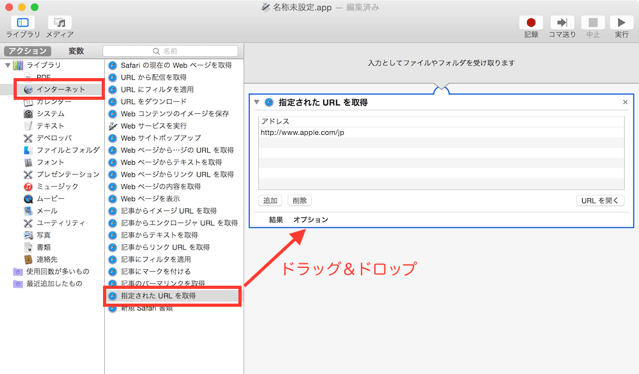 名称未設定.app — 編集済み
ライブラリ
メディア
記録
コマ送り
中止
実行
アクション
変数
名前
ライブラリ
PDF
インターネット
カレンダー
システム
テキスト
デベロッパ
ファイルとフォルダ
フォント
プレゼンテーション
ミュージック
ムービー
メール
ユーティリティ
写真
書類
連絡先
使用回数が多いもの
最近追加したもの
Safari の現在の Web ページを取得
URL から配信を取得
URL にフィルタを適用
URL をダウンロード
Web コンテンツのイメージを保存
Web サービスを実行
Web サイトポップアップ
Web ページから…ジの URL を取得
Web ページからテキストを取得
Web ページからリンク URL を取得
Web ページの内容を取得
Web ページを表示
記事からイメージ URL を取得
記事からエンクロージャ URL を取得
記事からテキストを取得
記事からリンク URL を取得
記事にフィルタを適用
記事にマークを付ける
記事のパーマリンクを取得
指定された URL を取得
新規 Safari 書類
入力としてファイルやフォルダを受け取ります
指定された URL を取得
アドレス
http://www.apple.com/jp
追加
削除
URL を開く
結果
オプション
ドラッグ＆ドロップ